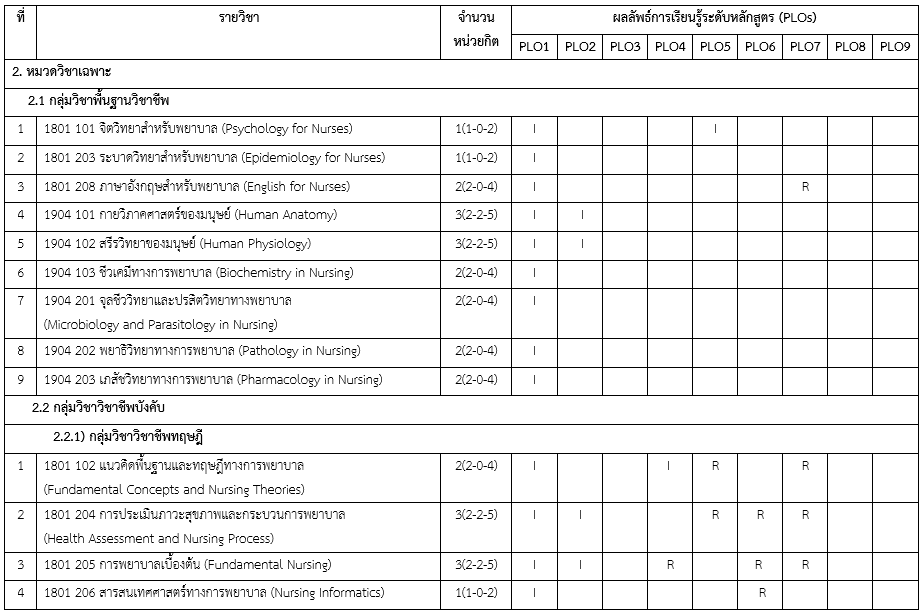 ที่ รายวิชา จำนวน ผลลัพธ์การเรียนรู้ระดับหลักสูตร (PLOs)
หน่วยกิต PLO1 PLO2 PLO3 PLO4 PLO5 PLO6 PLO7 PLO8 PLO9
2. หมวดวิชาเฉพาะ
2.1 กลุ่มวิชาพื้นฐานวิชาชีพ
1 1801 101 จิตวิทยาสำหรับพยาบาล (Psychology for Nurses) 1(1-0-2) I I
2 1801 203 ระบาดวิทยาสำหรับพยาบาล (Epidemiology for Nurses) 1(1-0-2) I
3 1801 208 ภาษาอังกฤษสำหรับพยาบาล (English for Nurses) 2(2-0-4) I R
4 1904 101 กายวิภาคศาสตร์ของมนุษย์ (Human Anatomy) 3(2-2-5) I I
5 1904 102 สรีรวิทยาของมนุษย์ (Human Physiology) 3(2-2-5) I I
6 1904 103 ชีวเคมีทางการพยาบาล (Biochemistry in Nursing) 2(2-0-4) I
7 1904 201 จุลชีววิทยาและปรสิตวิทยาทางพยาบาล 2(2-0-4) I
(Microbiology and Parasitology in Nursing)
8 1904 202 พยาธิวิทยาทางการพยาบาล (Pathology in Nursing) 2(2-0-4) I
9 1904 203 เภสัชวิทยาทางการพยาบาล (Pharmacology in Nursing) 2(2-0-4) I
2.2 กลุ่มวิชาวิชาชีพบังคับ
2.2.1) กลุ่มวิชาวิชาชีพทฤษฎี
1 1801 102 แนวคิดพื้นฐานและทฤษฎีทางการพยาบาล 2(2-0-4) I I R R
(Fundamental Concepts and Nursing Theories)
2 1801 204 การประเมินภาวะสุขภาพและกระบวนการพยาบาล 3(2-2-5) I I R R R
(Health Assessment and Nursing Process)
3 1801 205 การพยาบาลเบื้องต้น (Fundamental Nursing) 3(2-2-5) I I R R R
4 1801 206 สารสนเทศศาสตร์ทางการพยาบาล (Nursing Informatics) 1(1-0-2) I R